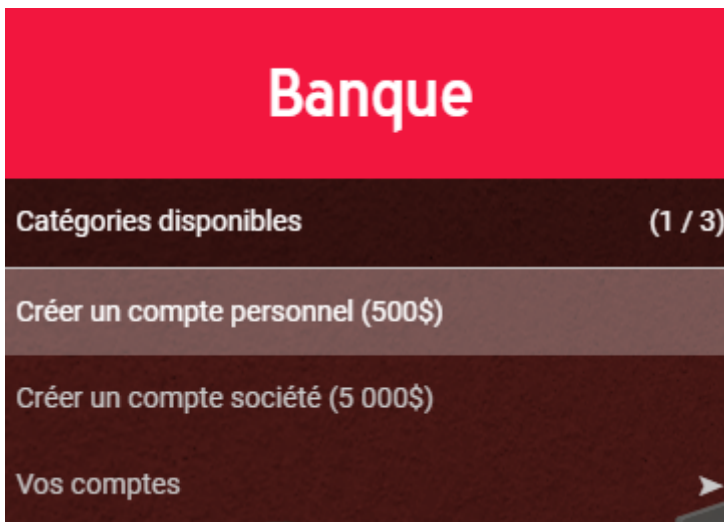 Banque
Catégories disponibles (1 / 3)
Créer un compte personnel (500$)
Créer un compte société (5 000$)
Vos comptes